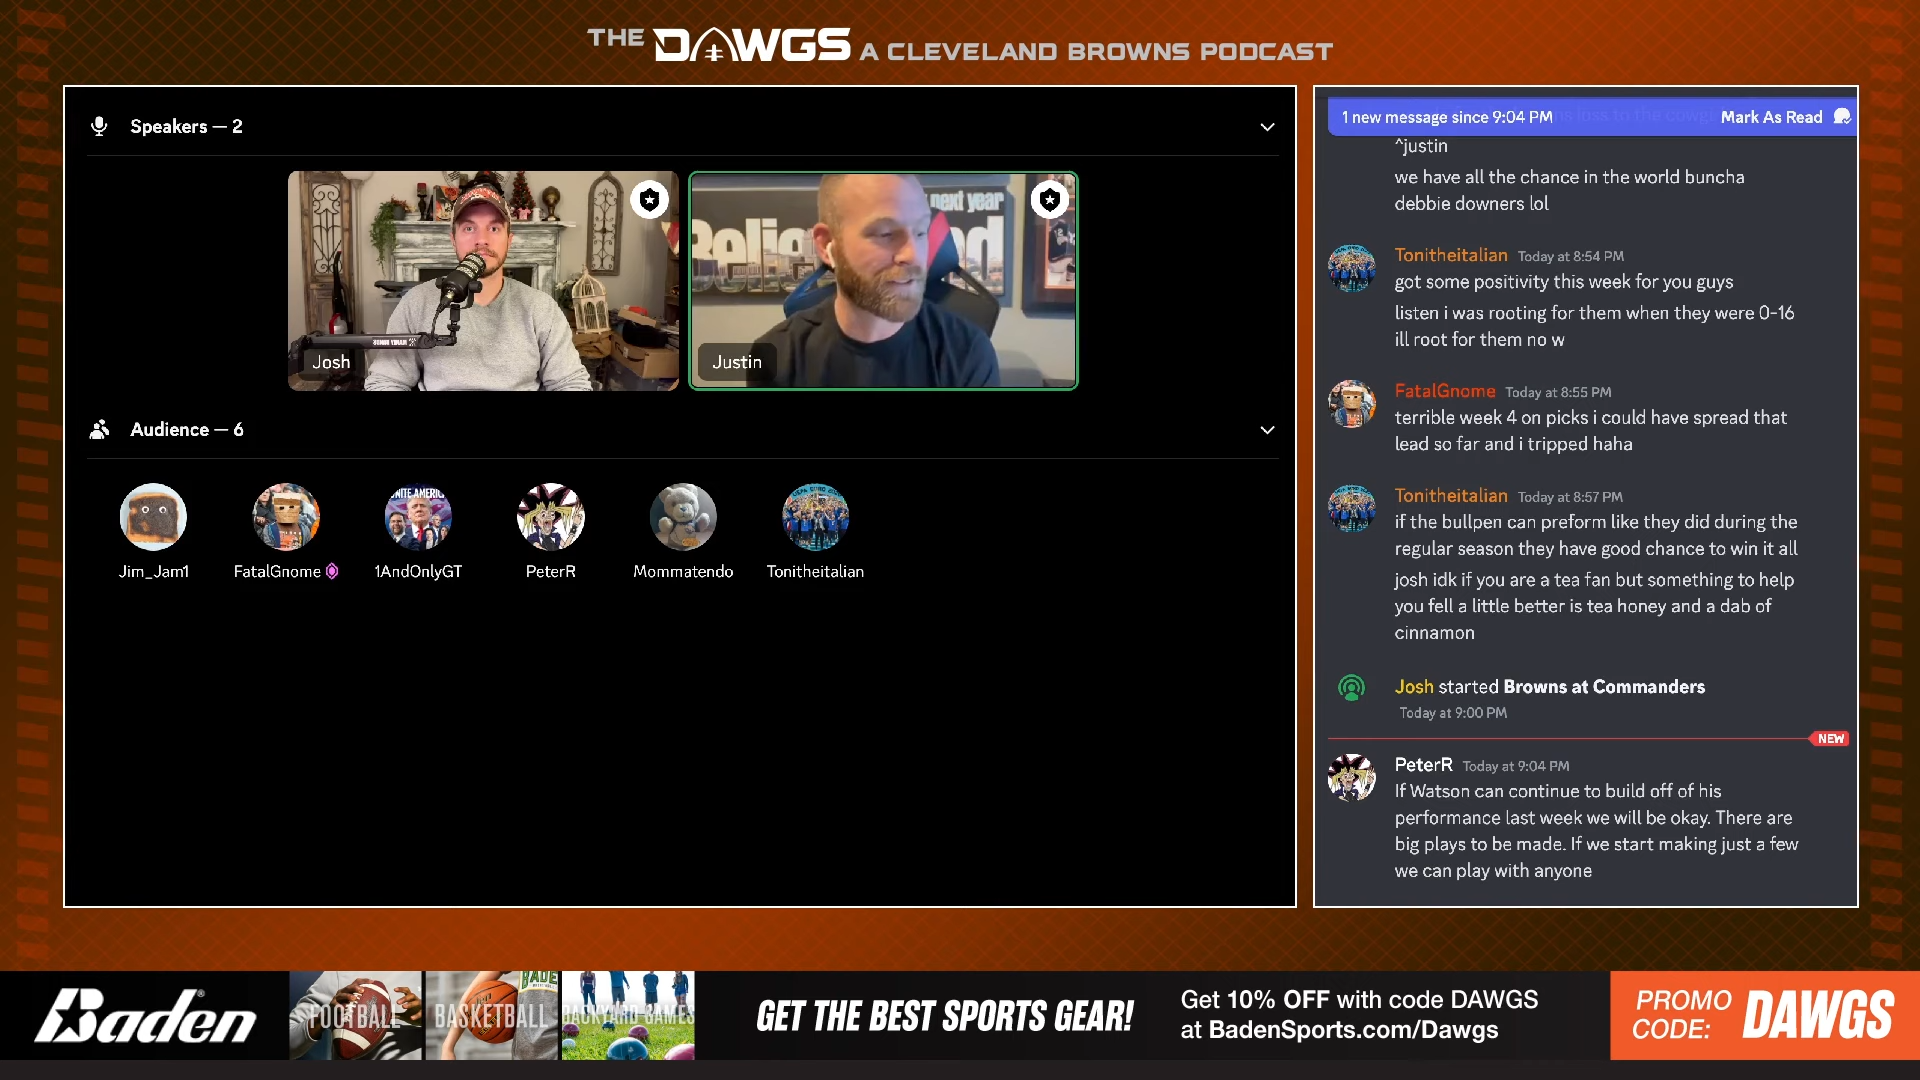 THE DAWGS A CLEVELAND BROWNS PODCAST
Speakers — 2
next year
Josh
Justin
Audience — 6
Jim_Jam1
FatalGnome
1AndOnlyGT
PeterR
Mommatendo
Tonitheitalian
1 new message since 9:04 PM
Mark As Read
^justin
we have all the chance in the world buncha
debbie downers lol
Tonitheitalian Today at 8:54 PM
got some positivity this week for you guys
listen i was rooting for them when they were 0-16
ill root for them no w
FatalGnome Today at 8:55 PM
terrible week 4 on picks i could have spread that
lead so far and i tripped haha
Tonitheitalian Today at 8:57 PM
if the bullpen can preform like they did during the
regular season they have good chance to win it all
josh idk if you are a tea fan but something to help
you fell a little better is tea honey and a dab of
cinnamon
Josh started Browns at Commanders
Today at 9:00 PM
NEW
PeterR Today at 9:04 PM
If Watson can continue to build off of his
performance last week we will be okay. There are
big plays to be made. If we start making just a few
we can play with anyone
Baden
FOOTBALL
BASKETBALL
BACKYARD GAMES
GET THE BEST SPORTS GEAR!
Get 10% OFF with code DAWGS
at BadenSports.com/Dawgs
PROMO
CODE:
DAWGS